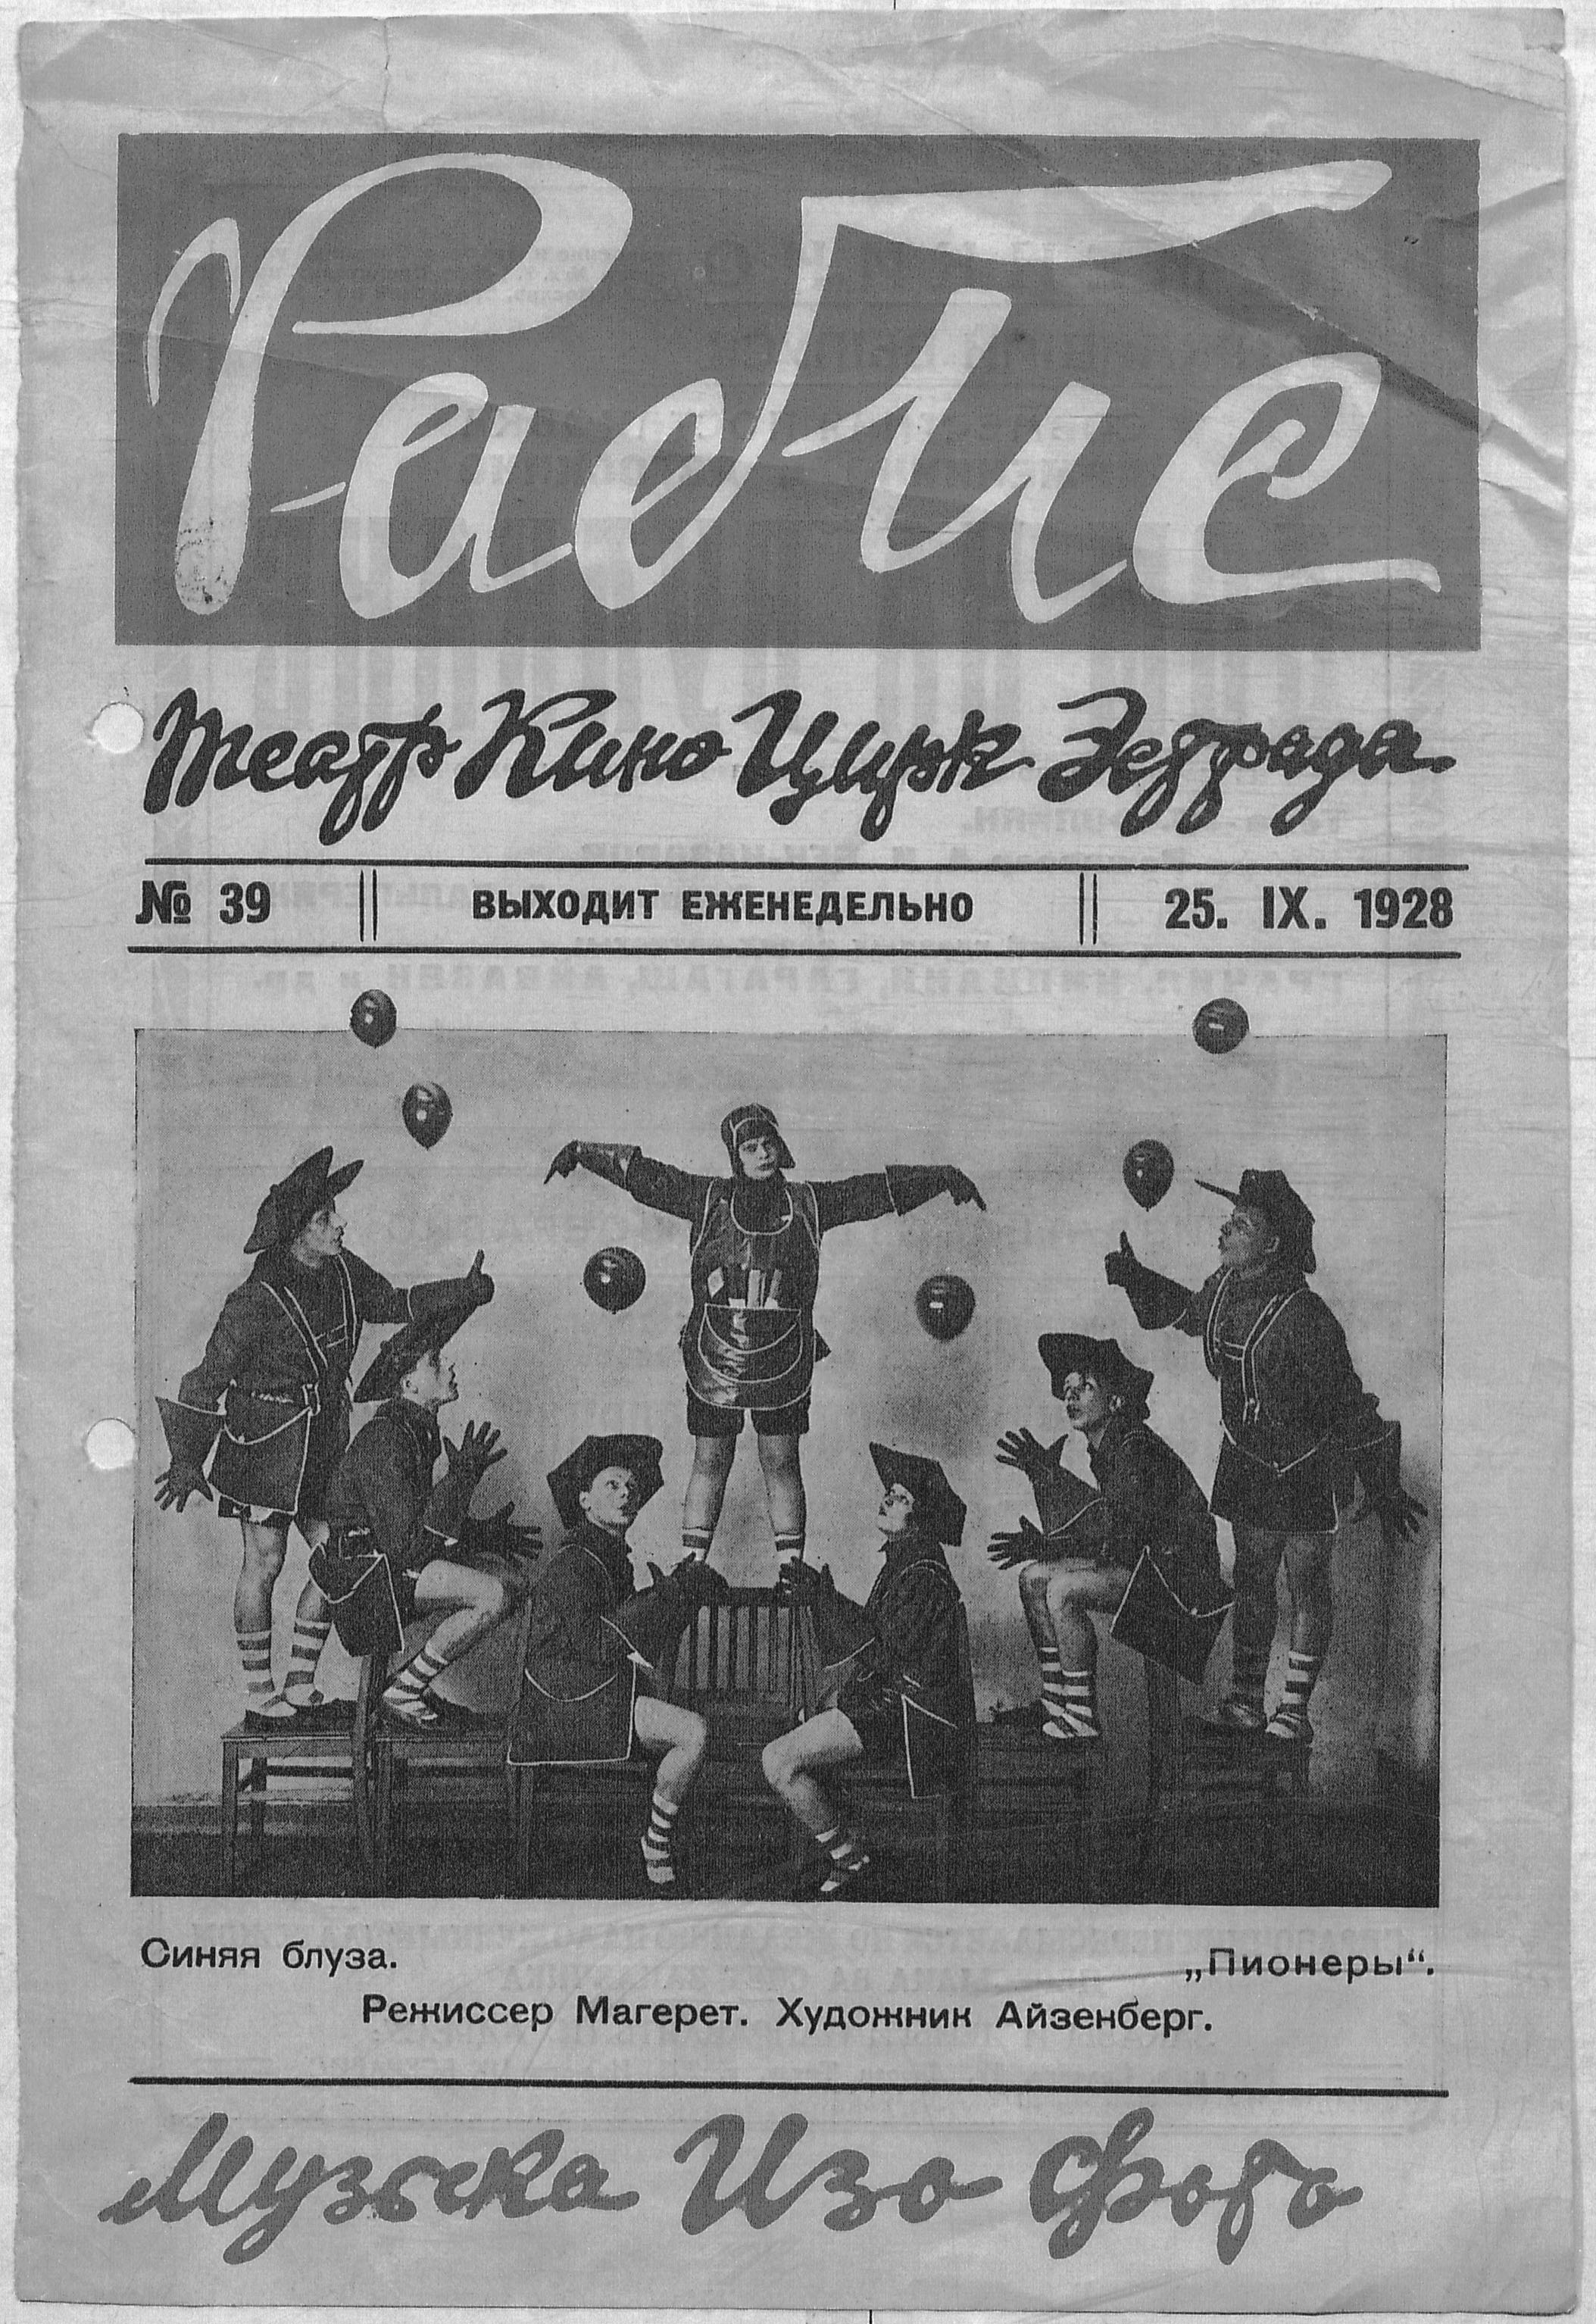 Рабис
Театр Кино Цирк Эстрада
№ 39 ВЫХОДИТ ЕЖЕНЕДЕЛЬНО 25. IX. 1928
Синяя блуза. „Пионеры“.
Режиссер Магерет. Художник Айзенберг.
Музыка Изо Фото